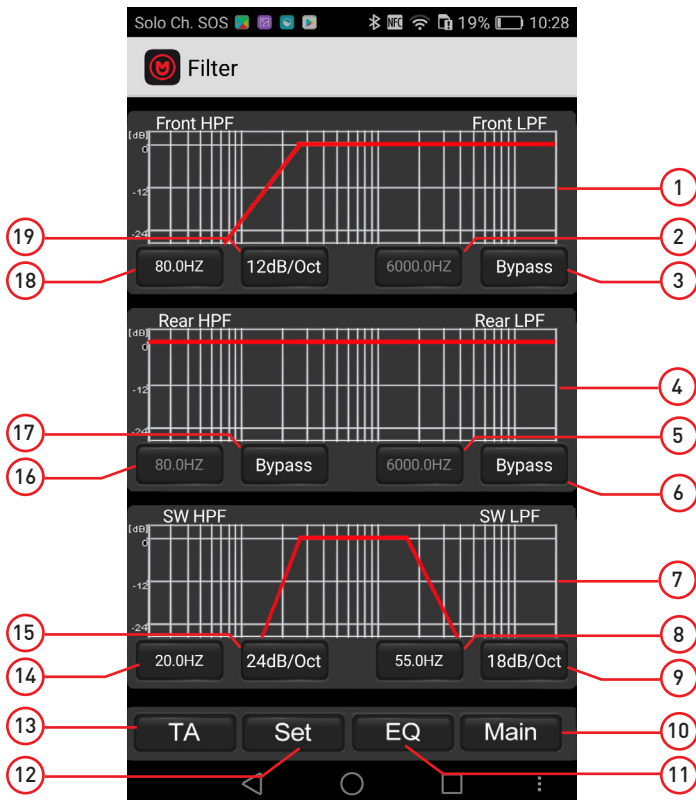 Solo Ch. SOS NFC 19% 10:28
Filter
Front HPF Front LPF
[dB]
0
-12
-24
1
19 2
80.0HZ 12dB/Oct 6000.0HZ Bypass
18 3
Rear HPF Rear LPF
[dB]
0
-12
-24
4
17 5
80.0HZ Bypass 6000.0HZ Bypass
16 6
SW HPF SW LPF
[dB]
0
-12
-24
7
15 8
20.0HZ 24dB/Oct 55.0HZ 18dB/Oct
14 9
13 TA Set EQ Main 10
12 11